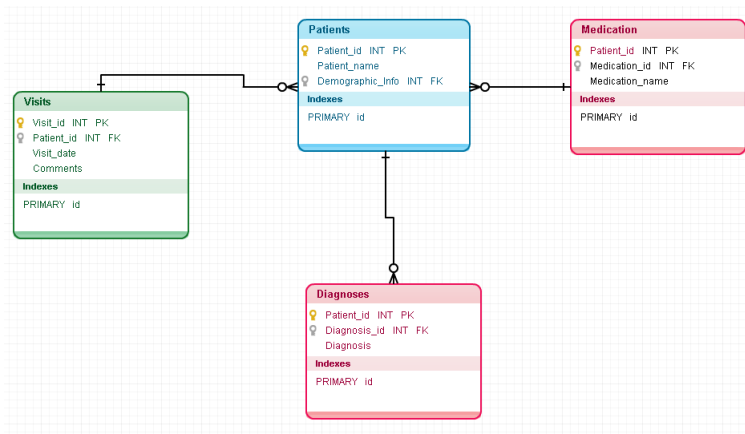 Patients
Patient_id INT PK
Patient_name
Demographic_Info INT FK
Indexes
PRIMARY id
Medication
Patient_id INT PK
Medication_id INT FK
Medication_name
Indexes
PRIMARY id
Visits
Visit_id INT PK
Patient_id INT FK
Visit_date
Comments
Indexes
PRIMARY id
Diagnoses
Patient_id INT PK
Diagnosis_id INT FK
Diagnosis
Indexes
PRIMARY id